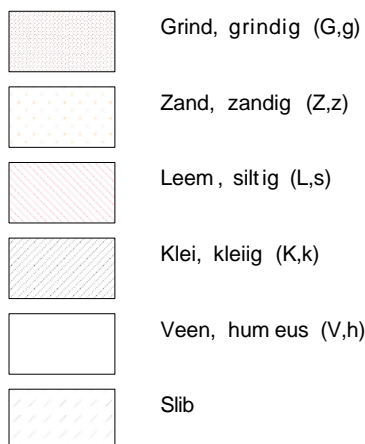 Grind, grindig (G,g)
Zand, zandig (Z,z)
Leem, siltig (L,s)
Klei, kleiig (K,k)
Veen, humeus (V,h)
Slib